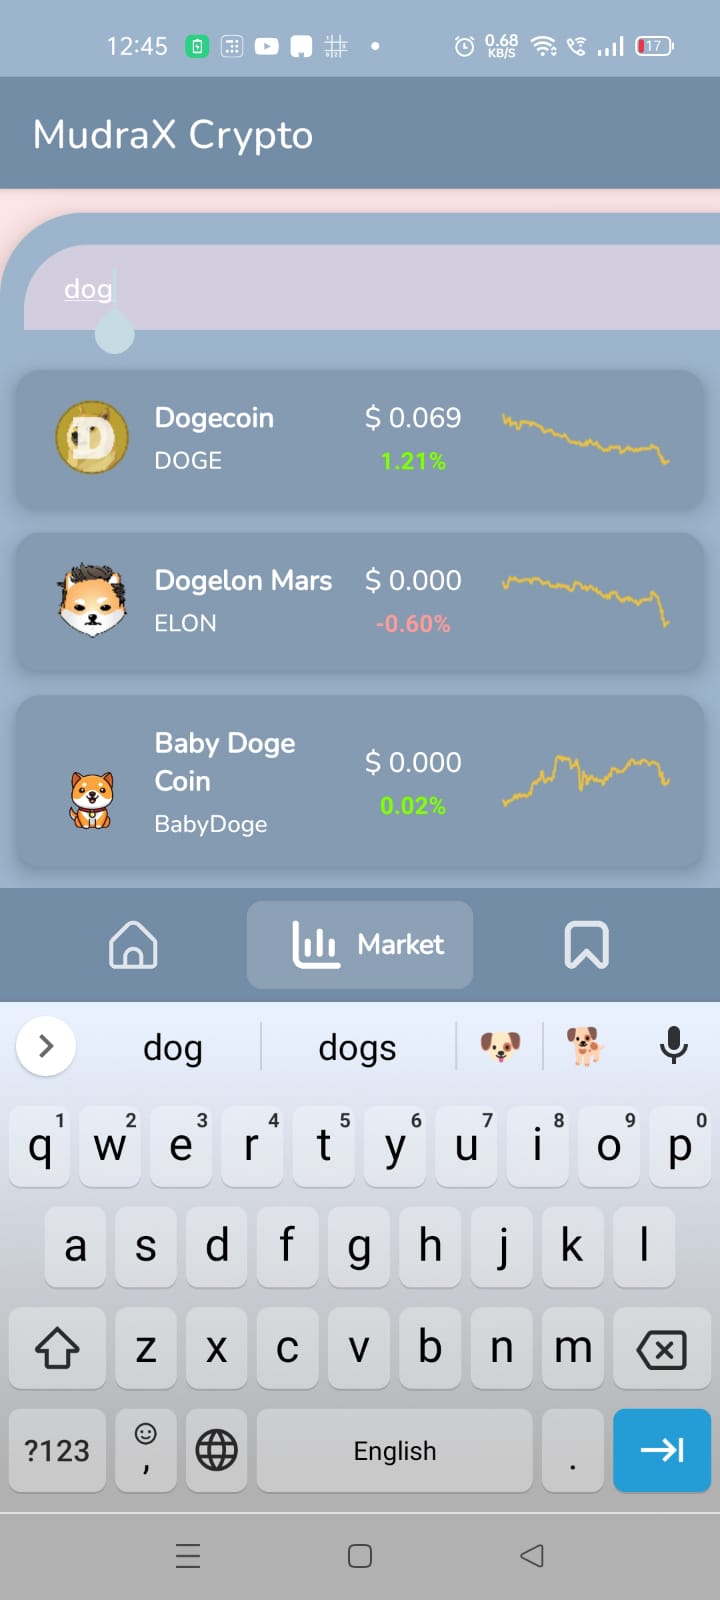 12:45 0.68 KB/S 17
MudraX Crypto
dog
Dogecoin $ 0.069
DOGE 1.21%
Dogelon Mars $ 0.000
ELON -0.60%
Baby Doge
Coin
$ 0.000
0.02%
BabyDoge
Market
dog dogs
1 2 3 4 5 6 7 8 9 0
q w e r t y u i o p
a s d f g h j k l
z x c v b n m
?123 , English .